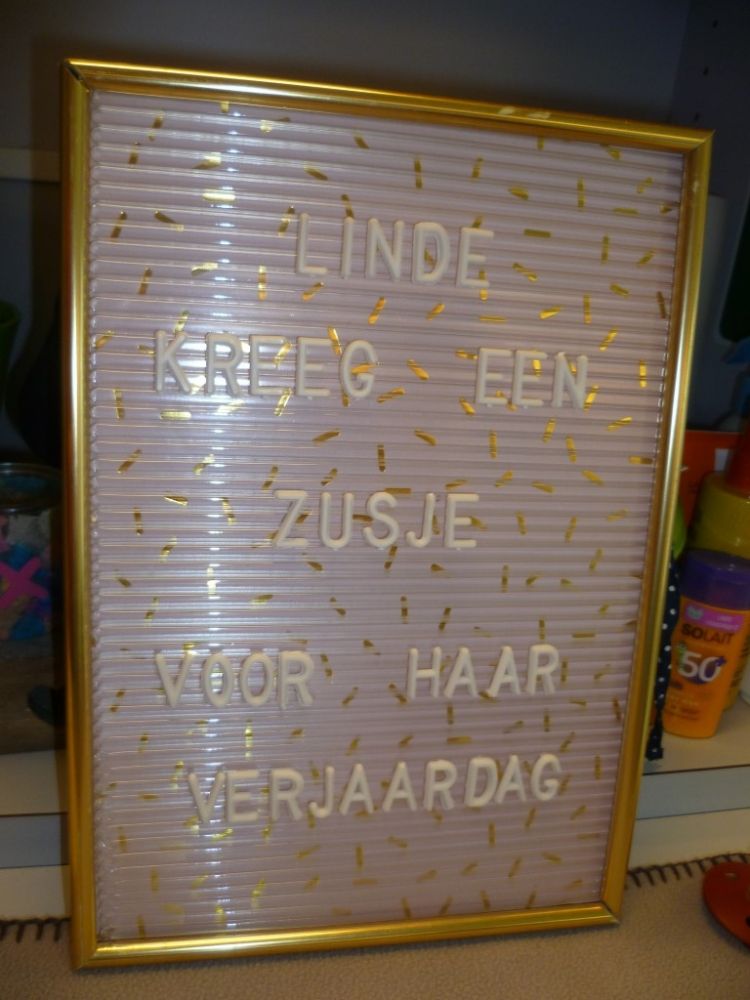 LINDE
KREEG EEN
ZUSJE
VOOR HAAR
VERJAARDAG
SOLAIT
50